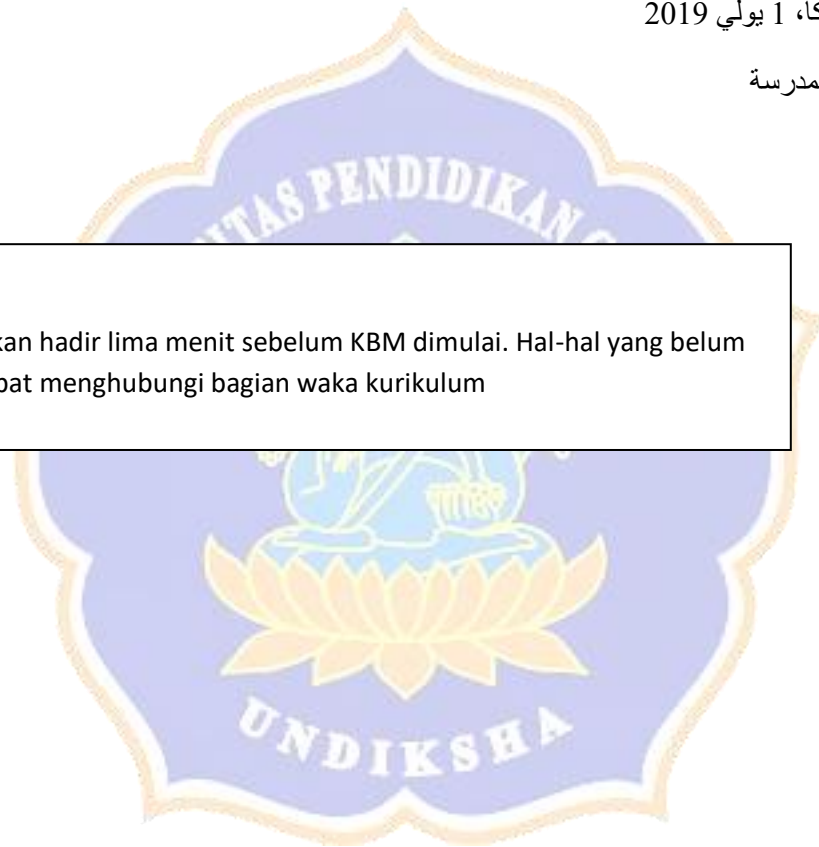 كا، 1 يولي 2019
مدرسة
TAS PENDIDIKAN
kan hadir lima menit sebelum KBM dimulai. Hal-hal yang belum
pat menghubungi bagian waka kurikulum
UNDIKSHA